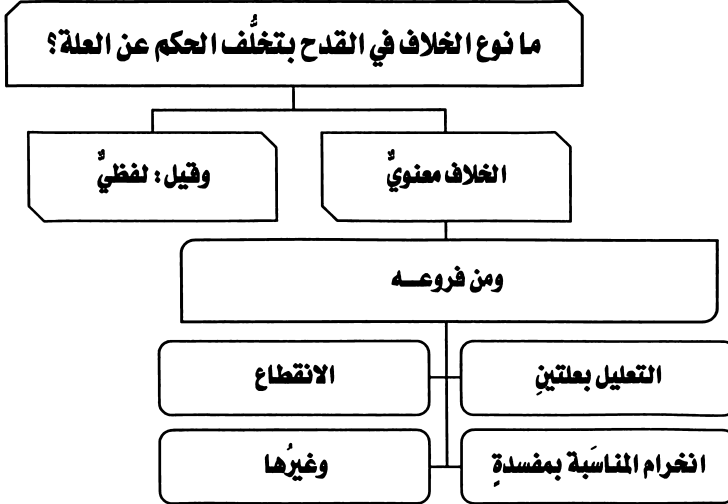 ما نوع الخلاف في القدح بتخلُّف الحكم عن العلة؟
الخلاف معنويٌّ
وقيل: لفظيٌّ
ومن فروعـــه
التعليل بعلتينِ
الانقطاع
انخرام المناسَبة بمفسدةٍ
وغيرُها